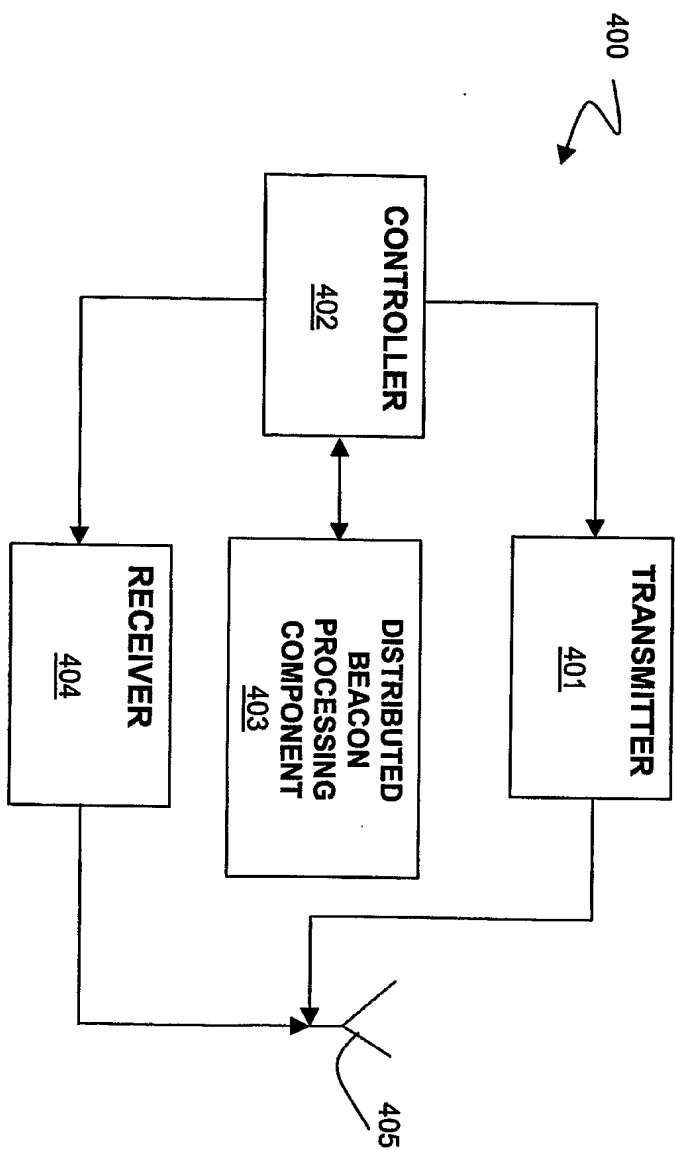 400
TRANSMITTER
401
CONTROLLER
402
DISTRIBUTED
BEACON
PROCESSING
COMPONENT
403
405
RECEIVER
404